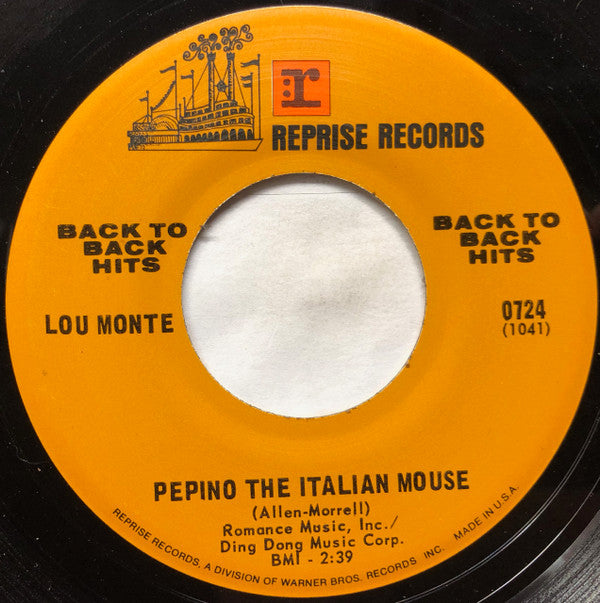 r:
REPRISE RECORDS
BACK TO
BACK
HITS
BACK TO
BACK
HITS
LOU MONTE
0724
(1041)
PEPINO THE ITALIAN MOUSE
(Allen-Morrell)
Romance Music, Inc./
Ding Dong Music Corp.
BMI - 2:39
REPRISE RECORDS, A DIVISION OF WARNER BROS. RECORDS INC. MADE IN U.S.A.